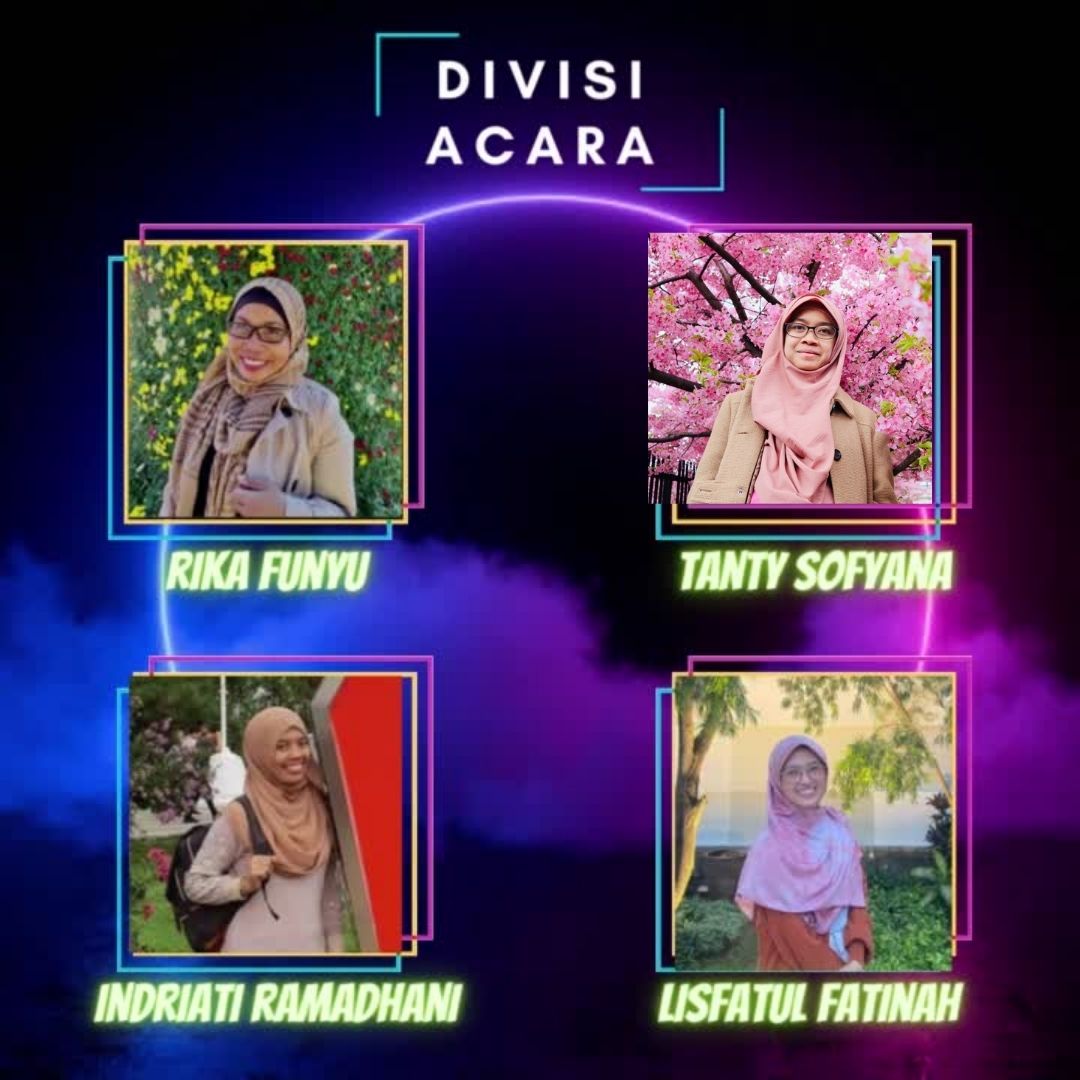 DIVISI
ACARA
RIKA FUNYU
TANTY SOFYANA
INDRIATI RAMADHANI
LISFATUL FATINAH